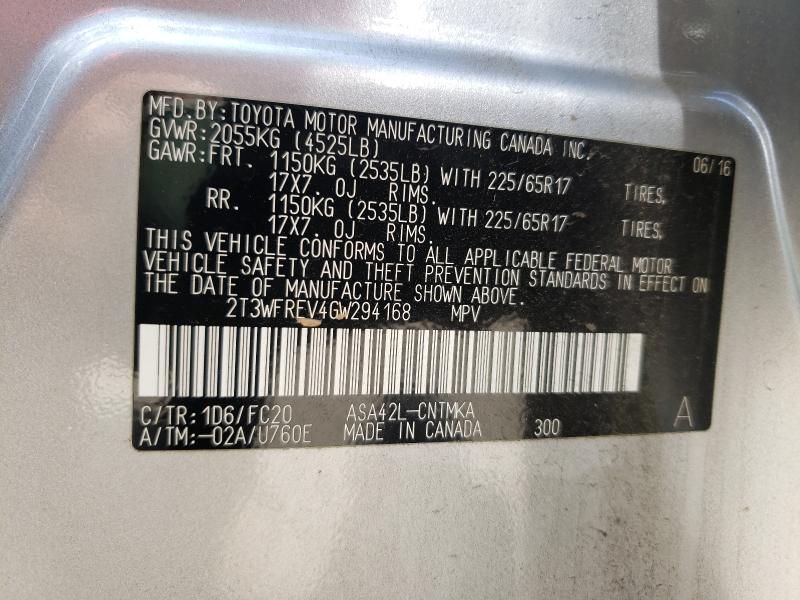 MFD. BY: TOYOTA MOTOR MANUFACTURING CANADA INC.
GVWR: 2055KG (4525LB) 06/16
GAWR: FRT. 1150KG (2535LB) WITH 225/65R17 TIRES,
17X7. 0J RIMS.
RR. 1150KG (2535LB) WITH 225/65R17 TIRES,
17X7. 0J RIMS.
THIS VEHICLE CONFORMS TO ALL APPLICABLE FEDERAL MOTOR
VEHICLE SAFETY AND THEFT PREVENTION STANDARDS IN EFFECT ON
THE DATE OF MANUFACTURE SHOWN ABOVE.
2T3WFREV4GW294168 MPV
C/TR: 1D6/FC20 ASA42L-CNTMKA A
A/TM: -02A/U760E MADE IN CANADA 300